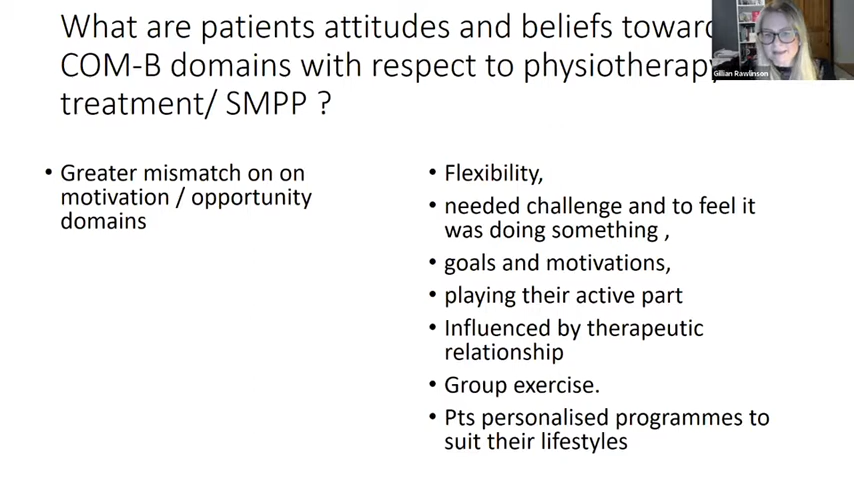 What are patients attitudes and beliefs
COM-B domains with respect to physiotherapy
treatment/ SMPP ?
Gillian Rawlinson
• Greater mismatch on on
motivation / opportunity
domains
• Flexibility,
• needed challenge and to feel it
was doing something ,
• goals and motivations,
• playing their active part
• Influenced by therapeutic
relationship
• Group exercise.
• Pts personalised programmes to
suit their lifestyles